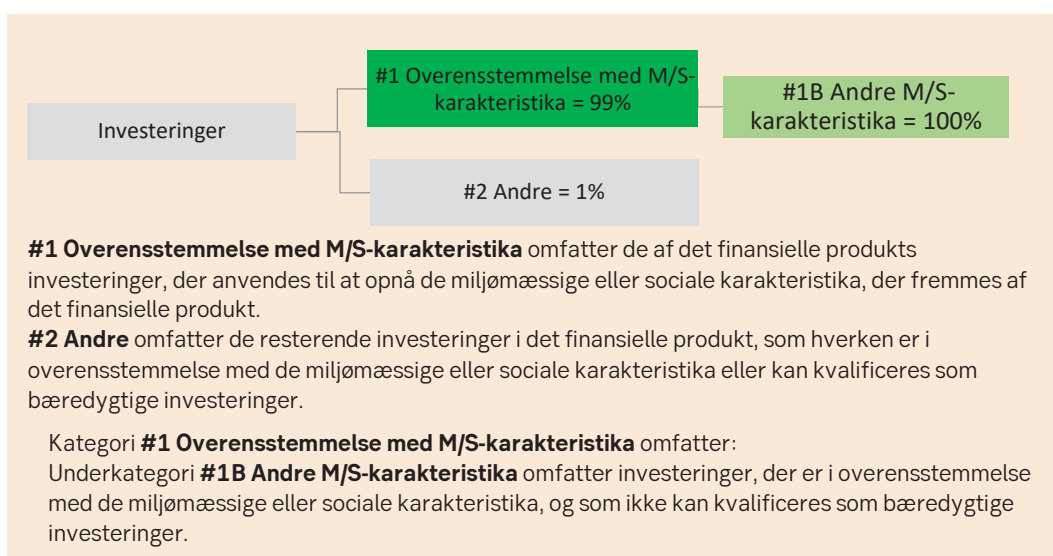 #1 Overensstemmelse med M/S-
karakteristika = 99%
#1B Andre M/S-
karakteristika = 100%
Investeringer
#2 Andre = 1%
#1 Overensstemmelse med M/S-karakteristika omfatter de af det finansielle produkts
investeringer, der anvendes til at opnå de miljømæssige eller sociale karakteristika, der fremmes af
det finansielle produkt.
#2 Andre omfatter de resterende investeringer i det finansielle produkt, som hverken er i
overensstemmelse med de miljømæssige eller sociale karakteristika eller kan kvalificeres som
bæredygtige investeringer.
Kategori #1 Overensstemmelse med M/S-karakteristika omfatter:
Underkategori #1B Andre M/S-karakteristika omfatter investeringer, der er i overensstemmelse
med de miljømæssige eller sociale karakteristika, og som ikke kan kvalificeres som bæredygtige
investeringer.